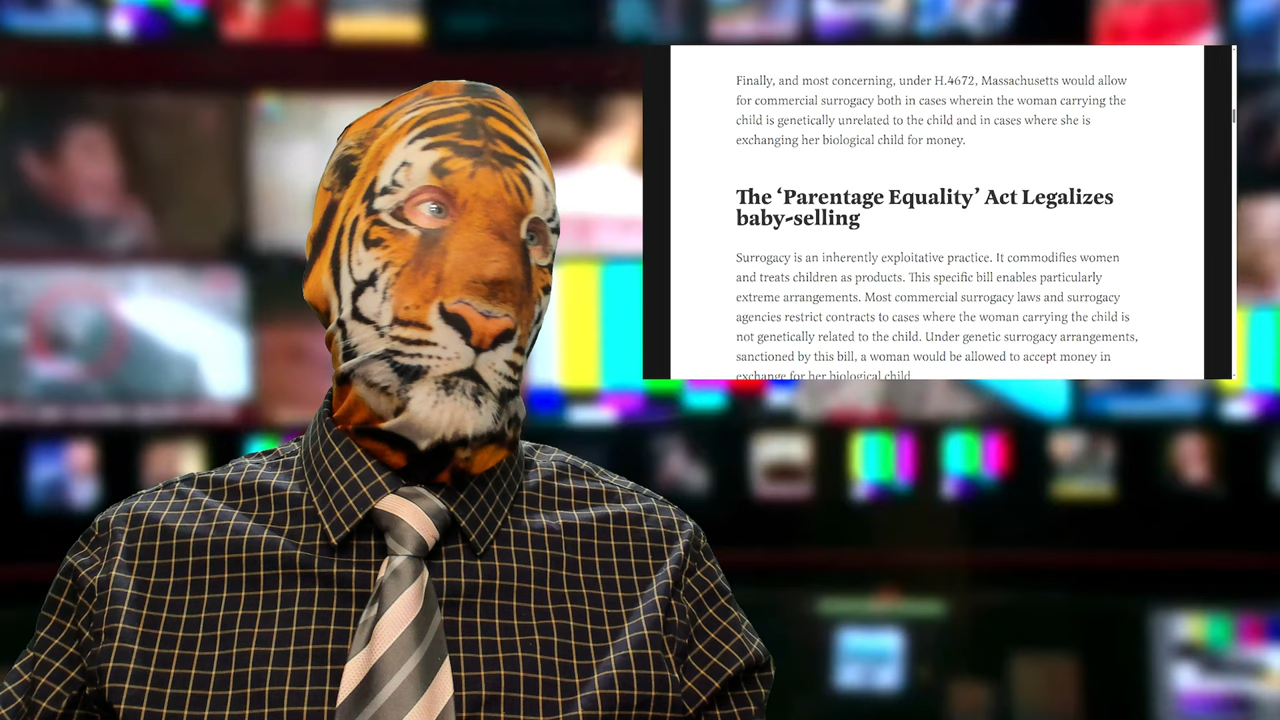 Finally, and most concerning, under H.4672, Massachusetts would allow
for commercial surrogacy both in cases wherein the woman carrying the
child is genetically unrelated to the child and in cases where she is
exchanging her biological child for money.
The ‘Parentage Equality’ Act Legalizes
baby-selling
Surrogacy is an inherently exploitative practice. It commodifies women
and treats children as products. This specific bill enables particularly
extreme arrangements. Most commercial surrogacy laws and surrogacy
agencies restrict contracts to cases where the woman carrying the child is
not genetically related to the child. Under genetic surrogacy arrangements,
sanctioned by this bill, a woman would be allowed to accept money in
exchange for her biological child